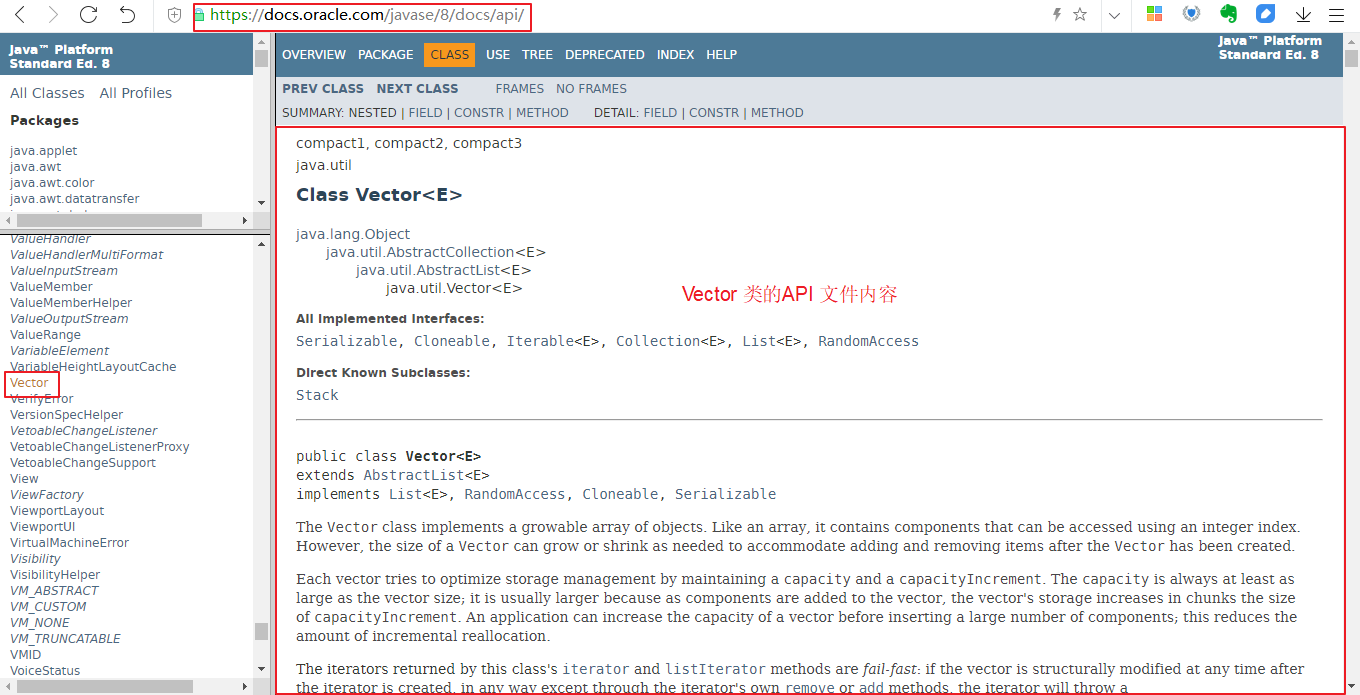 https://docs.oracle.com/javase/8/docs/api/
Java™ Platform
Standard Ed. 8
All Classes All Profiles
Packages
java.applet
java.awt
java.awt.color
java.awt.datatransfer
ValueHandler
ValueHandlerMultiFormat
ValueInputStream
ValueMember
ValueMemberHelper
ValueOutputStream
ValueRange
VariableElement
VariableHeightLayoutCache
Vector
VerifyError
VersionSpecHelper
VetoableChangeListener
VetoableChangeListenerProxy
VetoableChangeSupport
View
ViewFactory
ViewportLayout
ViewportUI
VirtualMachineError
Visibility
VisibilityHelper
VM_ABSTRACT
VM_CUSTOM
VM_NONE
VM_TRUNCATABLE
VMID
VoiceStatus
OVERVIEW PACKAGE CLASS USE TREE DEPRECATED INDEX HELP
Java™ Platform
Standard Ed. 8
PREV CLASS NEXT CLASS FRAMES NO FRAMES
SUMMARY: NESTED | FIELD | CONSTR | METHOD DETAIL: FIELD | CONSTR | METHOD
compact1, compact2, compact3
java.util
Class Vector<E>
java.lang.Object
java.util.AbstractCollection<E>
java.util.AbstractList<E>
java.util.Vector<E>
Vector 类的API 文件内容
All Implemented Interfaces:
Serializable, Cloneable, Iterable<E>, Collection<E>, List<E>, RandomAccess
Direct Known Subclasses:
Stack
public class Vector<E>
extends AbstractList<E>
implements List<E>, RandomAccess, Cloneable, Serializable
The Vector class implements a growable array of objects. Like an array, it contains components that can be accessed using an integer index.
However, the size of a Vector can grow or shrink as needed to accommodate adding and removing items after the Vector has been created.
Each vector tries to optimize storage management by maintaining a capacity and a capacityIncrement. The capacity is always at least as
large as the vector size; it is usually larger because as components are added to the vector, the vector's storage increases in chunks the size
of capacityIncrement. An application can increase the capacity of a vector before inserting a large number of components; this reduces the
amount of incremental reallocation.
The iterators returned by this class's iterator and listIterator methods are fail-fast: if the vector is structurally modified at any time after
the iterator is created, in any way except through the iterator's own remove or add methods, the iterator will throw a